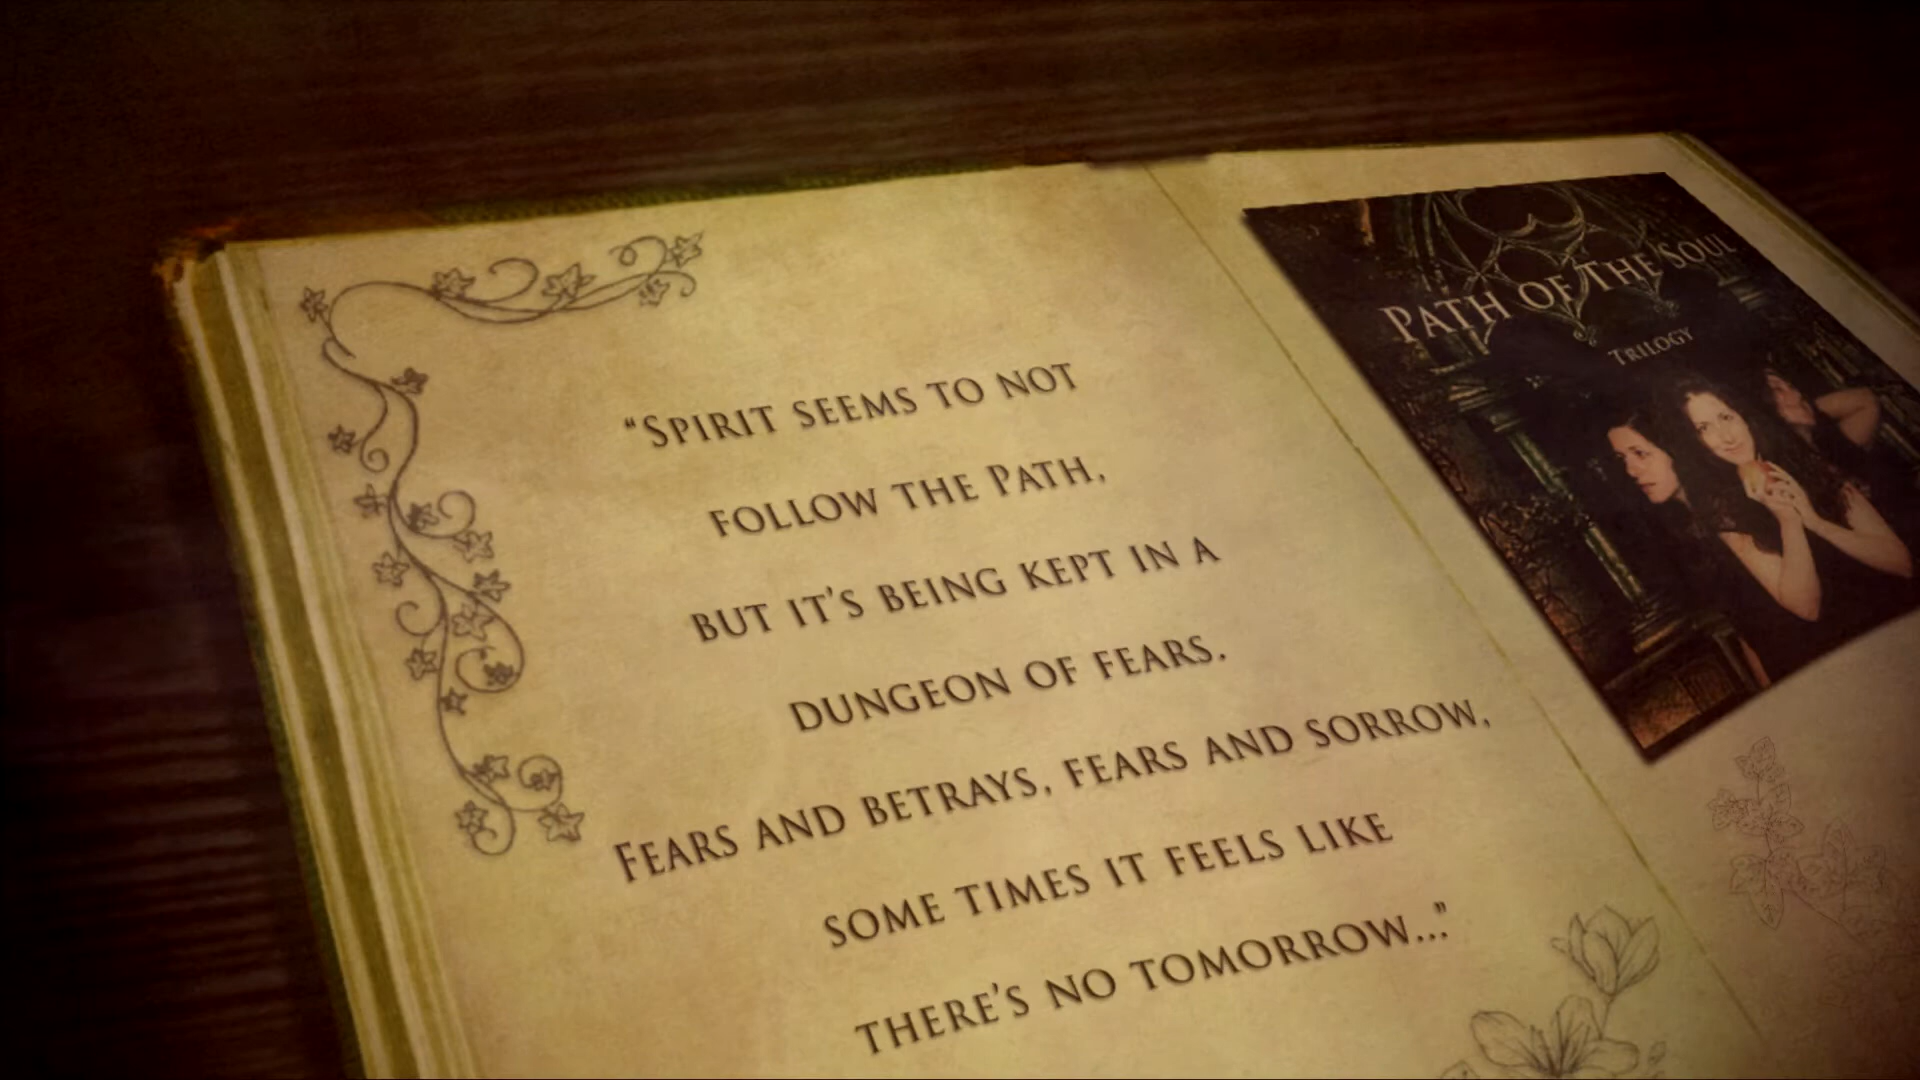 “Spirit seems to not
follow the Path,
but it's being kept in a
dungeon of fears.
Fears and betrays, fears and sorrow,
some times it feels like
there's no tomorrow...”
Path of The Soul
Trilogy